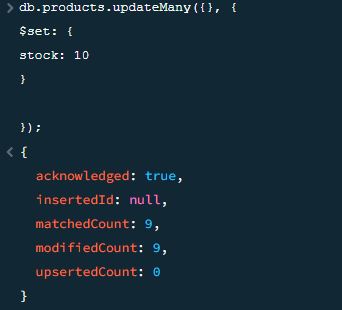 > db.products.updateMany({}, {
$set: {
stock: 10
}
});
< {
acknowledged: true,
insertedId: null,
matchedCount: 9,
modifiedCount: 9,
upsertedCount: 0
}